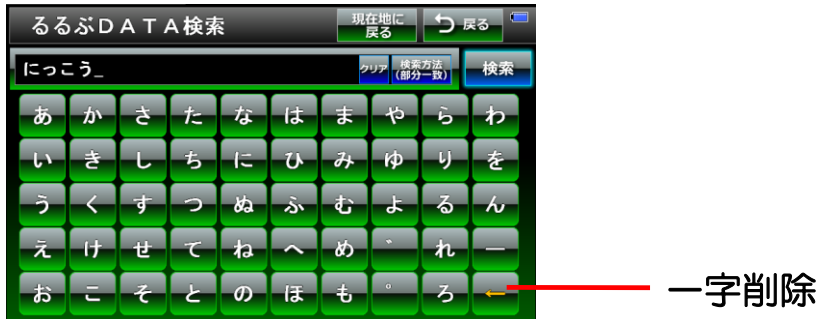 るるぶＤＡＴＡ検索
現在地に
戻る
戻る
にっこう_
クリア
検索方法
(部分一致)
検索
あ か さ た な は ま や ら わ
い き し ち に ひ み ゆ り を
う く す つ ぬ ふ む よ る ん
え け せ て ね へ め ゛ れ ー
お こ そ と の ほ も ゜ ろ ←
一字削除